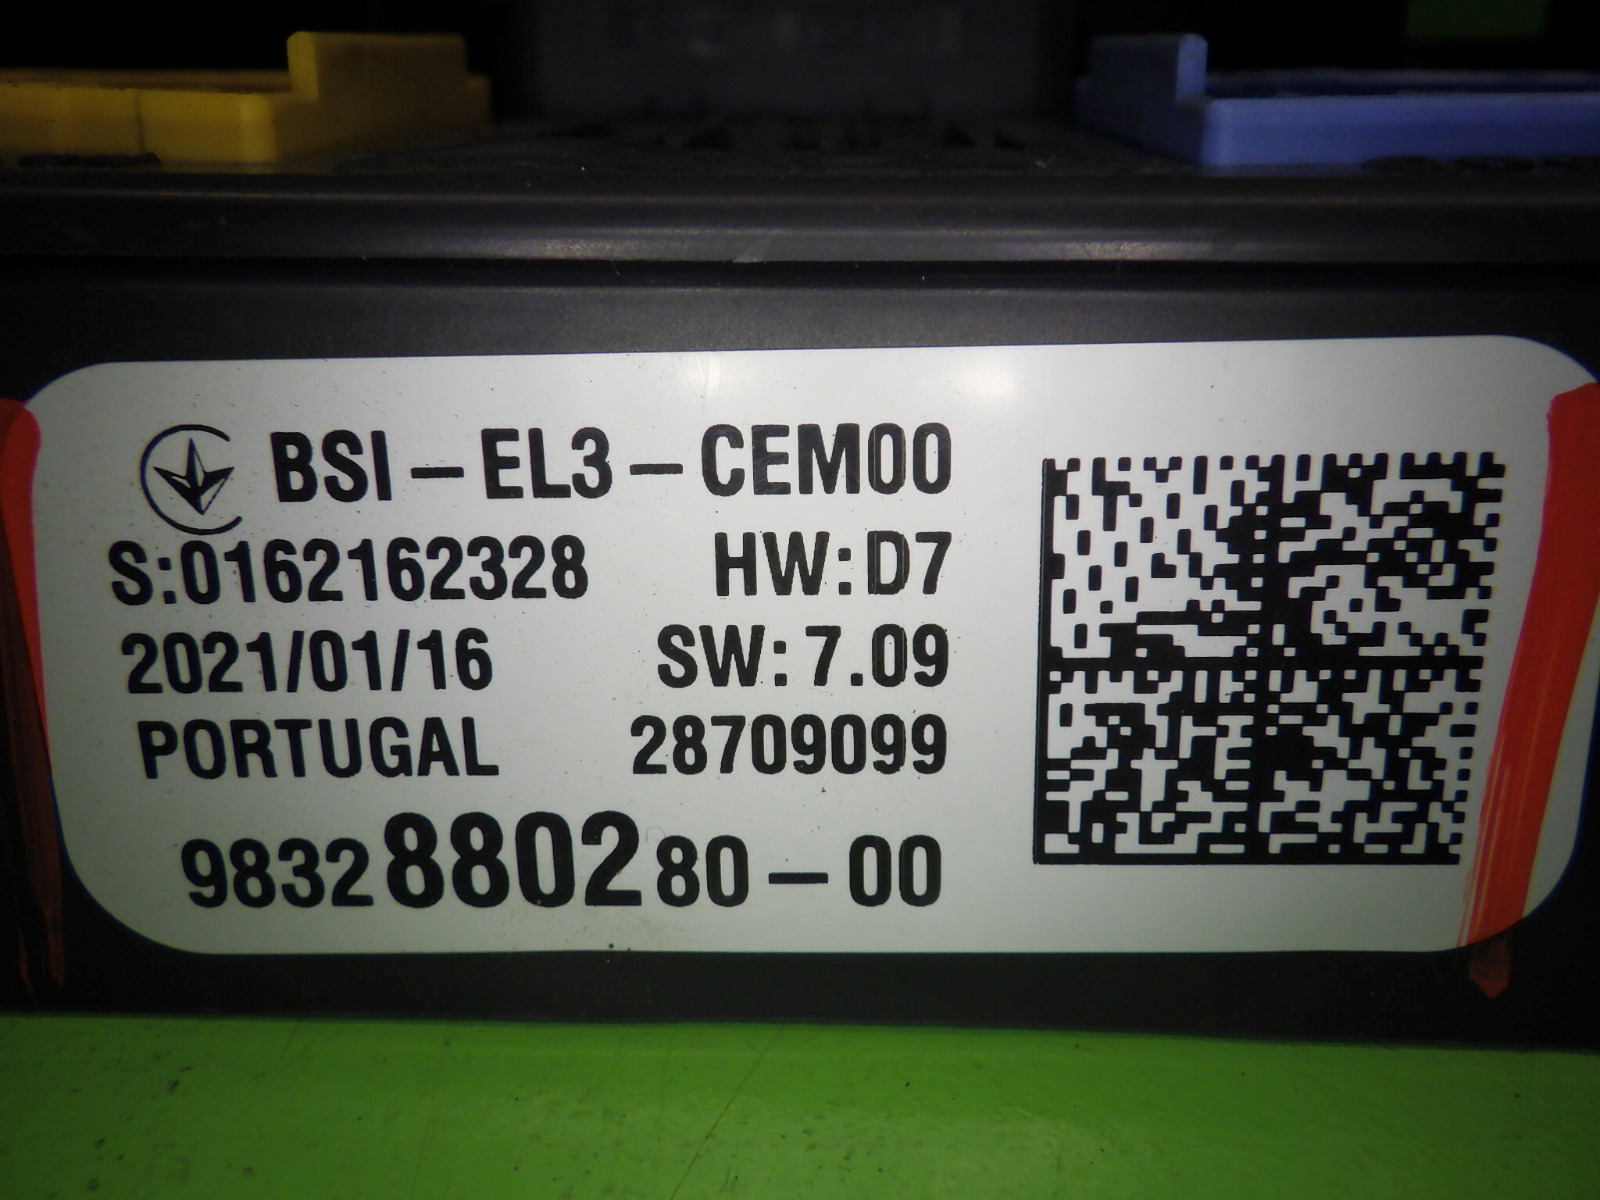 BSI-EL3-CEM00
S:0162162328 HW:D7
2021/01/16 SW:7.09
PORTUGAL 28709099
9832880280-00